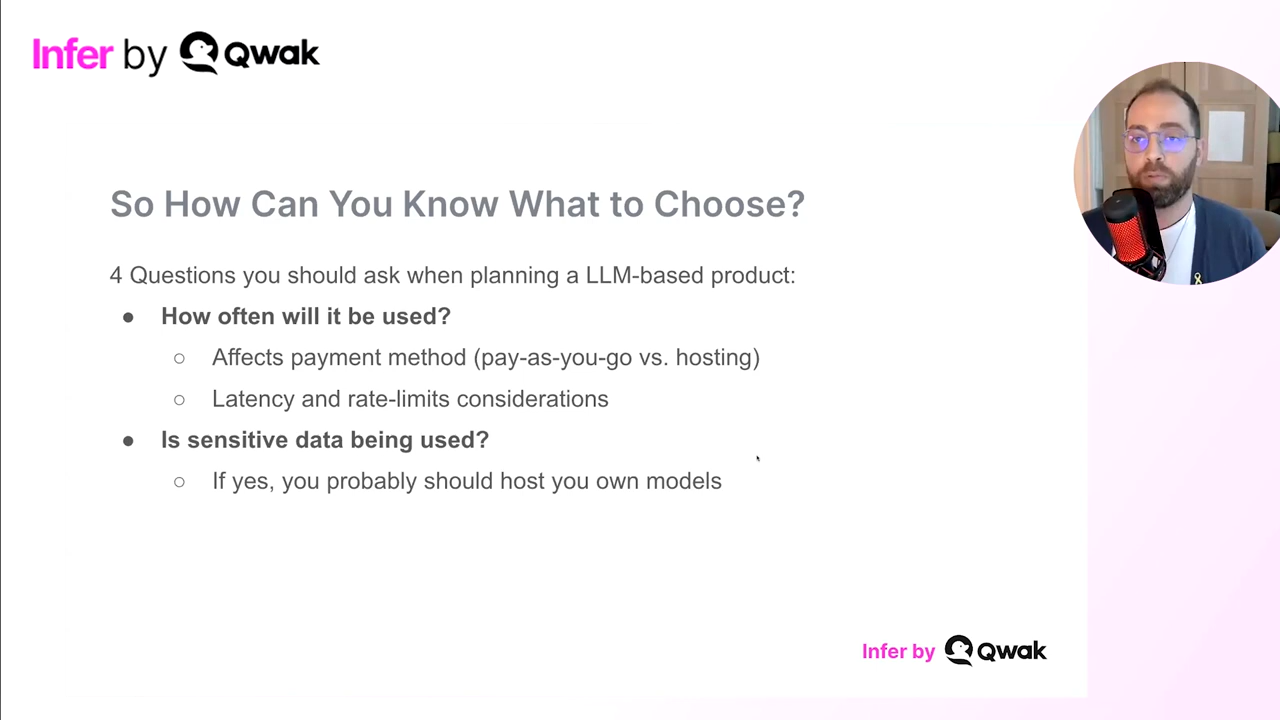 Infer by Qwak
So How Can You Know What to Choose?
4 Questions you should ask when planning a LLM-based product:
● How often will it be used?
○ Affects payment method (pay-as-you-go vs. hosting)
○ Latency and rate-limits considerations
● Is sensitive data being used?
○ If yes, you probably should host you own models
Infer by Qwak